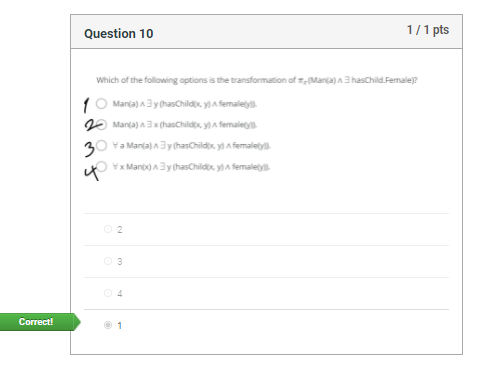 Question 10
1 / 1 pts
Which of the following options is the transformation of πx(Man(a) ∧ ∃ hasChild.Female)?
1 Man(a) ∧ ∃ y (hasChild(x, y) ∧ female(y)).
2 Man(a) ∧ ∃ x (hasChild(x, y) ∧ female(y)).
3 ∀ a Man(a) ∧ ∃ y (hasChild(x, y) ∧ female(y)).
4 ∀ x Man(x) ∧ ∃ y (hasChild(x, y) ∧ female(y)).
2
3
4
Correct! 1